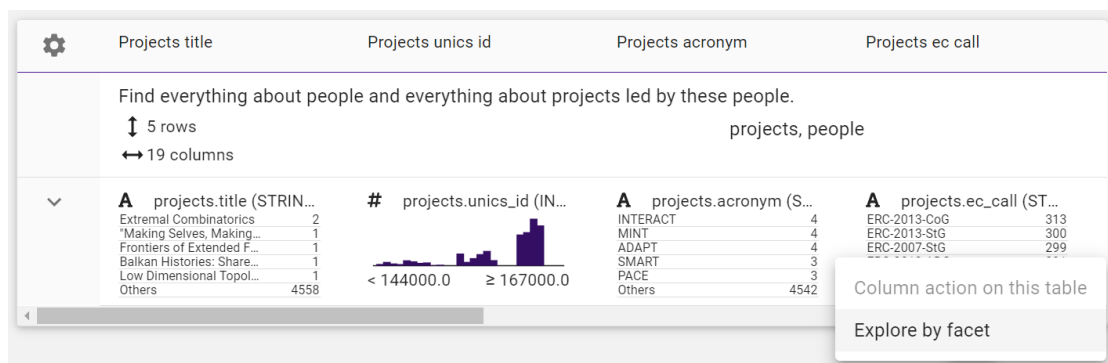 Projects title Projects unics id Projects acronym Projects ec call
Find everything about people and everything about projects led by these people.
5 rows
projects, people
19 columns
A projects.title (STRIN...
Extremal Combinatorics 2
"Making Selves, Making... 1
Frontiers of Extended F... 1
Balkan Histories: Share... 1
Low Dimensional Topol... 1
Others 4558
# projects.unics_id (IN...
< 144000.0 ≥ 167000.0
A projects.acronym (S...
INTERACT 4
MINT 4
ADAPT 4
SMART 3
PACE 3
Others 4542
A projects.ec_call (ST...
ERC-2013-CoG 313
ERC-2013-StG 300
ERC-2007-StG 299
Column action on this table
Explore by facet